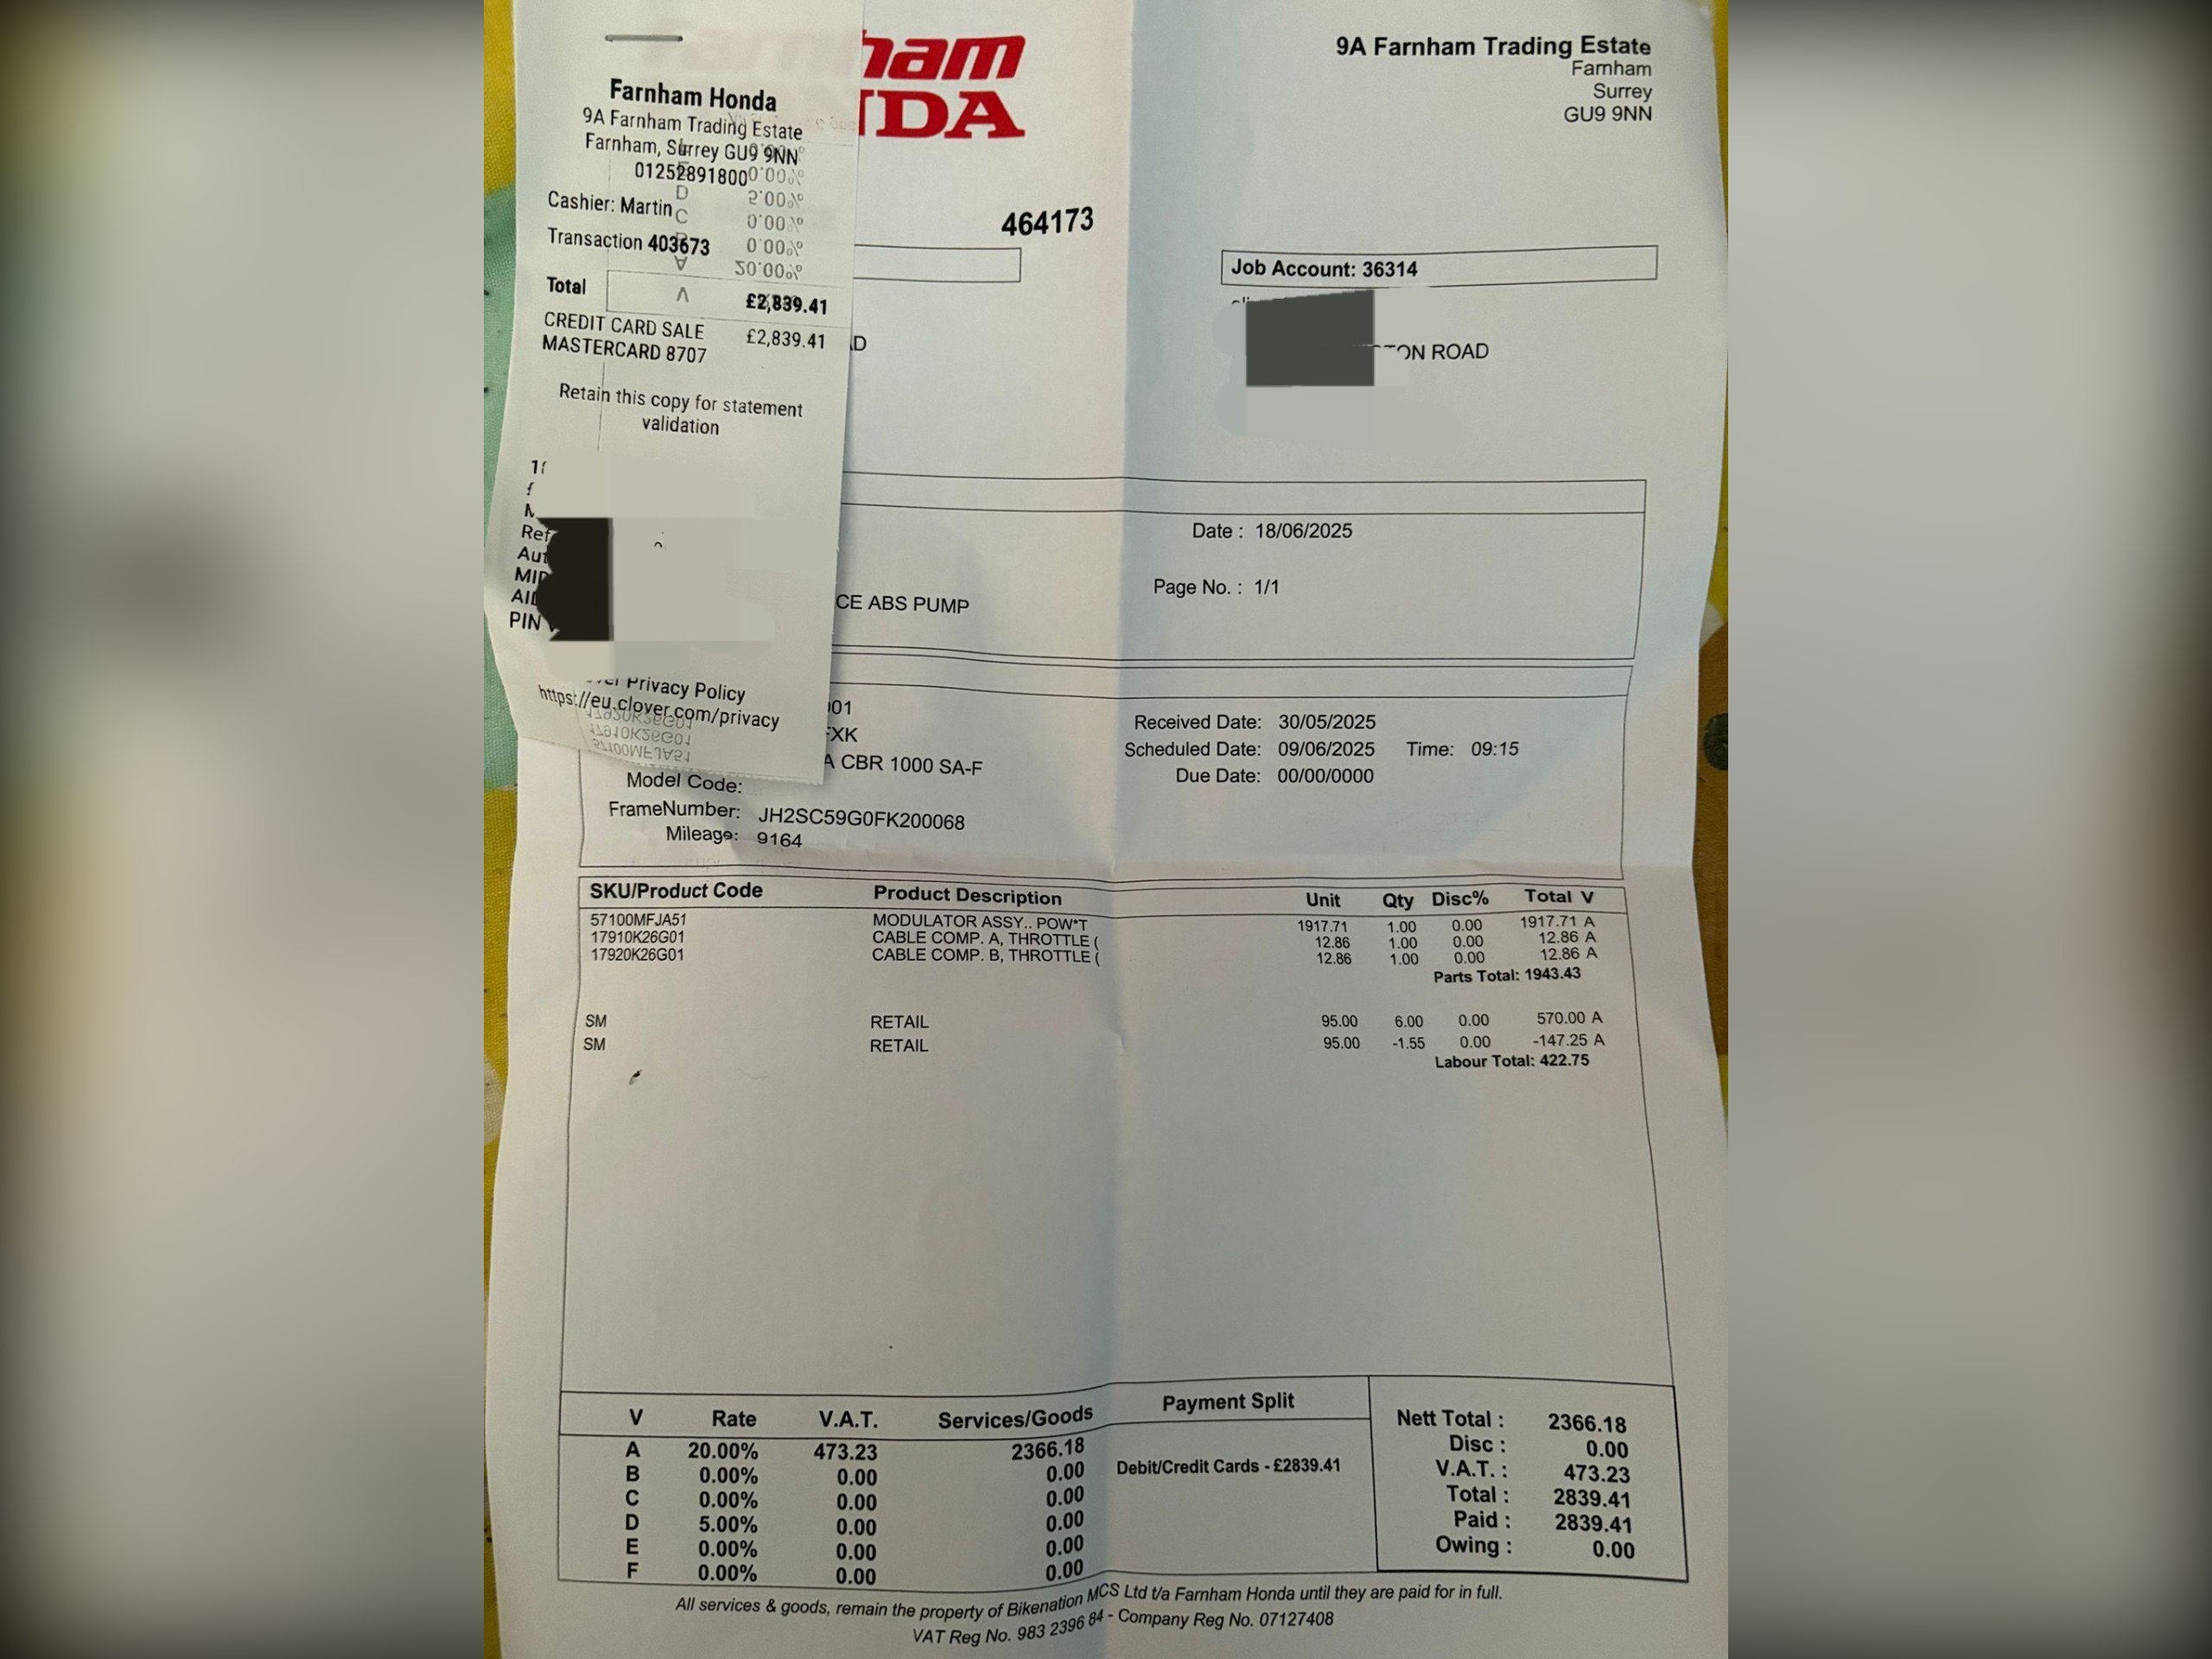 Farnham Honda
9A Farnham Trading Estate
Farnham, Surrey GU9 9NN
01252891800
Cashier: Martin
Transaction 403673
Total £2,839.41
CREDIT CARD SALE £2,839.41
MASTERCARD 8707
Retain this copy for statement
validation
Ref
Aut
MID
AID
PIN
Privacy Policy
https://eu.clover.com/privacy
ham
NDA
9A Farnham Trading Estate
Farnham
Surrey
GU9 9NN
464173
Job Account: 36314
TON ROAD
Date : 18/06/2025
Page No. : 1/1
CE ABS PUMP
01
FXK
A CBR 1000 SA-F
Model Code:
FrameNumber: JH2SC59G0FK200068
Mileage: 9164
Received Date: 30/05/2025
Scheduled Date: 09/06/2025 Time: 09:15
Due Date: 00/00/0000
SKU/Product Code Product Description Unit Qty Disc% Total V
57100MFJA51 MODULATOR ASSY.. POW*T 1917.71 1.00 0.00 1917.71 A
17910K26G01 CABLE COMP. A, THROTTLE ( 12.86 1.00 0.00 12.86 A
17920K26G01 CABLE COMP. B, THROTTLE ( 12.86 1.00 0.00 12.86 A
Parts Total: 1943.43
SM RETAIL 95.00 6.00 0.00 570.00 A
SM RETAIL 95.00 -1.55 0.00 -147.25 A
Labour Total: 422.75
V Rate V.A.T. Services/Goods
A 20.00% 473.23 2366.18
B 0.00% 0.00 0.00
C 0.00% 0.00 0.00
D 5.00% 0.00 0.00
E 0.00% 0.00 0.00
F 0.00% 0.00 0.00
Payment Split
Debit/Credit Cards - £2839.41
Nett Total : 2366.18
Disc : 0.00
V.A.T. : 473.23
Total : 2839.41
Paid : 2839.41
Owing : 0.00
All services & goods, remain the property of Bikenation MCS Ltd t/a Farnham Honda until they are paid for in full.
VAT Reg No. 983 2396 84 - Company Reg No. 07127408